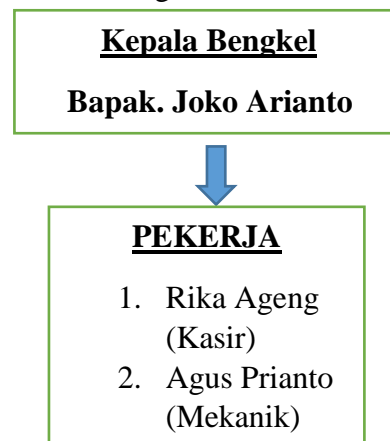 Kepala Bengkel
Bapak. Joko Arianto
PEKERJA
1. Rika Ageng
(Kasir)
2. Agus Prianto
(Mekanik)